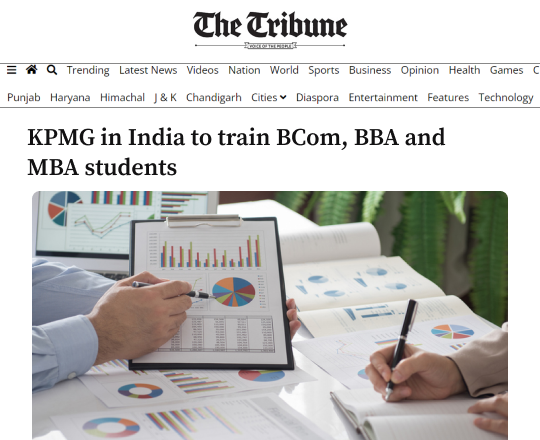 The Tribune
VOICE OF THE PEOPLE
Trending Latest News Videos Nation World Sports Business Opinion Health Games C
Punjab Haryana Himachal J & K Chandigarh Cities Diaspora Entertainment Features Technology
KPMG in India to train BCom, BBA and
MBA students